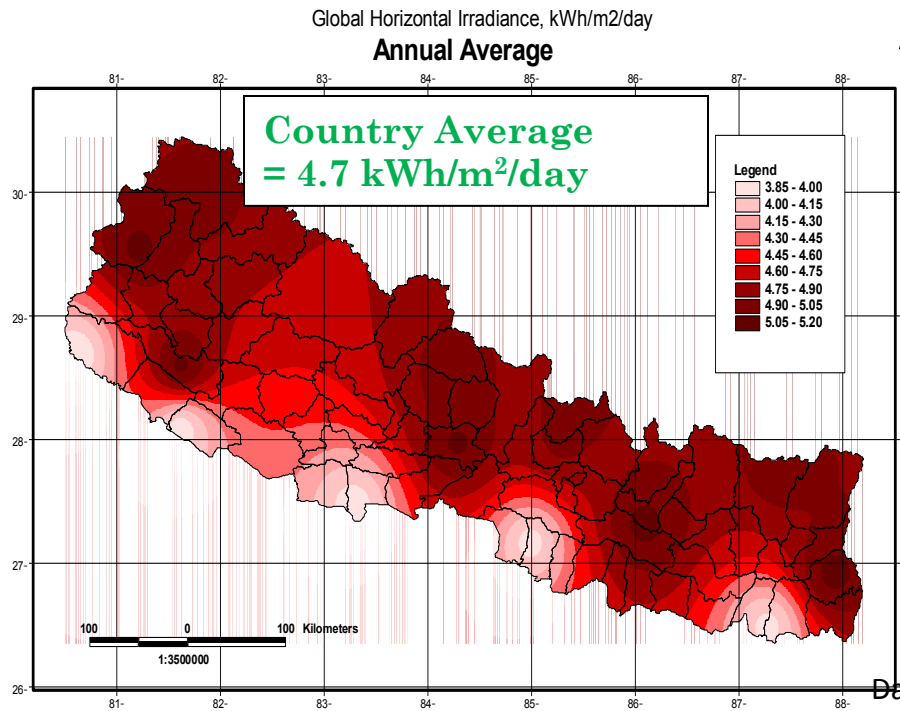 Global Horizontal Irradiance, kWh/m2/day
Annual Average
81- 82- 83- 84- 85- 86- 87- 88-
Country Average
= 4.7 kWh/m²/day
Legend
3.85 - 4.00
4.00 - 4.15
4.15 - 4.30
4.30 - 4.45
4.45 - 4.60
4.60 - 4.75
4.75 - 4.90
4.90 - 5.05
5.05 - 5.20
30-
29-
28-
27-
26-
100 0 100 Kilometers
1:3500000
81- 82- 83- 84- 85- 86- 87- 88-
Da